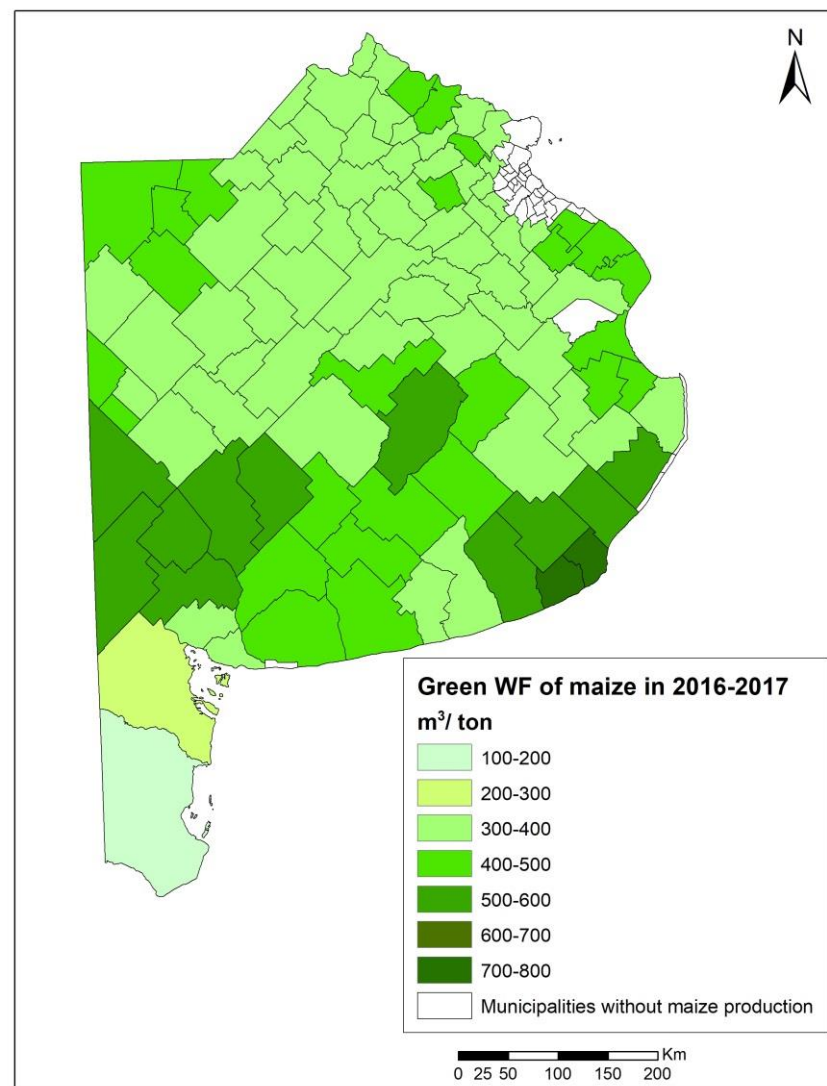 N
Green WF of maize in 2016-2017
m³/ ton
100-200
200-300
300-400
400-500
500-600
600-700
700-800
Municipalities without maize production
Km
0 25 50 100 150 200